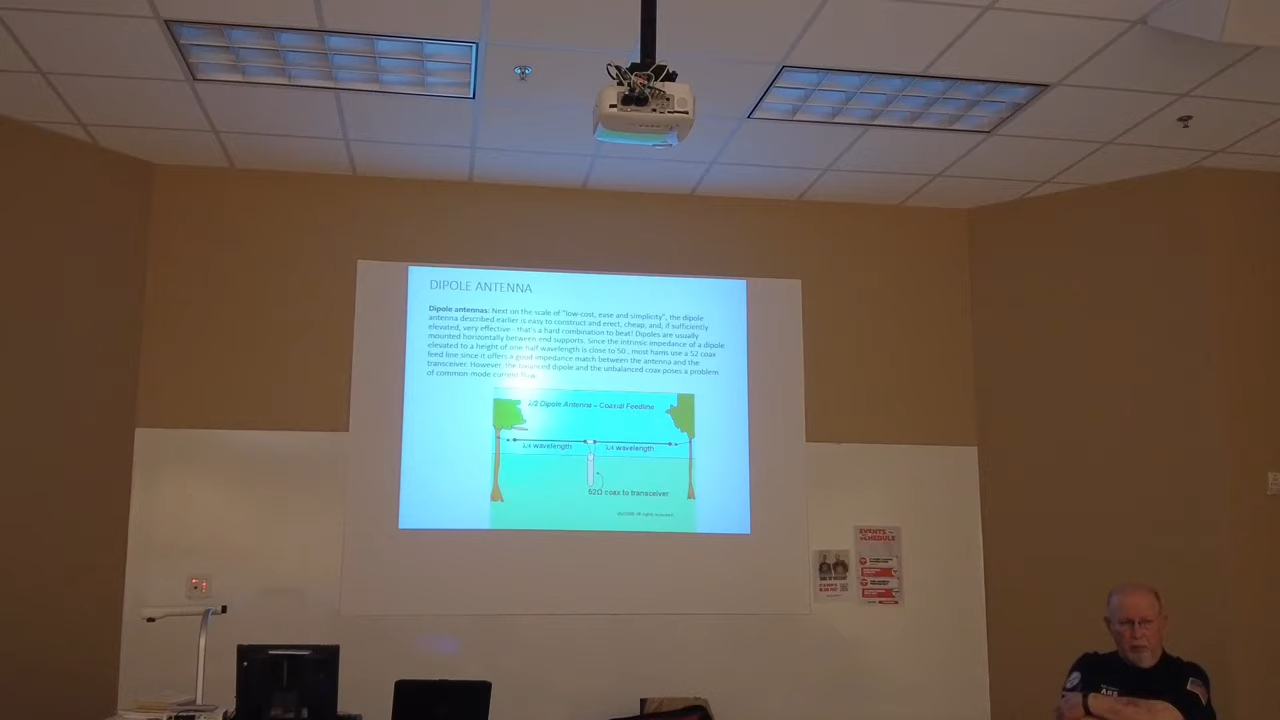 DIPOLE ANTENNA
Dipole antennas: Next on the scale of "low-cost, ease and simplicity", the dipole
antenna described earlier is easy to construct and erect, cheap, and, if sufficiently
elevated, very effective - that's a hard combination to beat! Dipoles are usually
mounted horizontally between end supports. Since the intrinsic impedance of a dipole
elevated to a height of one half wavelength is close to 50 , most hams use a 52 coax
feed line since it offers a good impedance match between the antenna and the
transceiver. However, the balanced dipole and the unbalanced coax poses a problem
of common-mode current flow.
λ/2 Dipole Antenna – Coaxial Feedline
λ/4 wavelength
λ/4 wavelength
52Ω coax to transceiver
All rights reserved
EVENTS
SCHEDULE